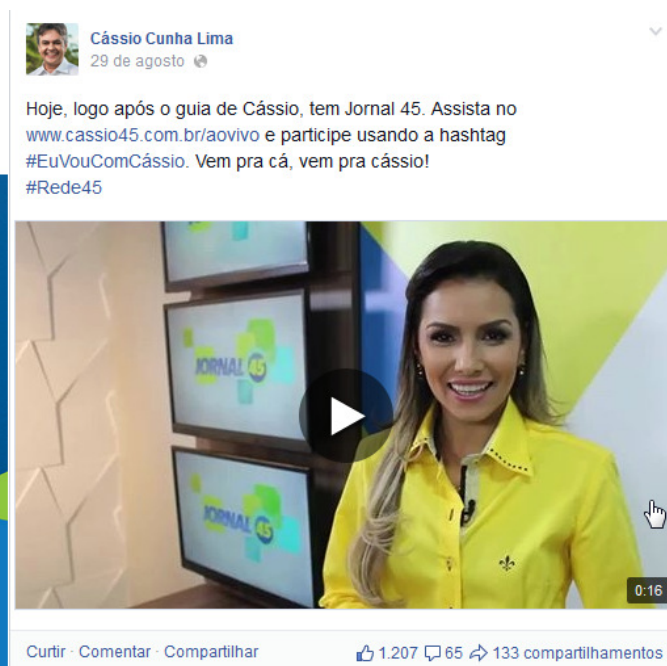 Cássio Cunha Lima
29 de agosto
Hoje, logo após o guia de Cássio, tem Jornal 45. Assista no
www.cassio45.com.br/aovivo e participe usando a hashtag
#EuVouComCássio. Vem pra cá, vem pra cássio!
#Rede45
JORNAL 45
JORNAL 45
0:16
Curtir · Comentar · Compartilhar 1.207 65 133 compartilhamentos